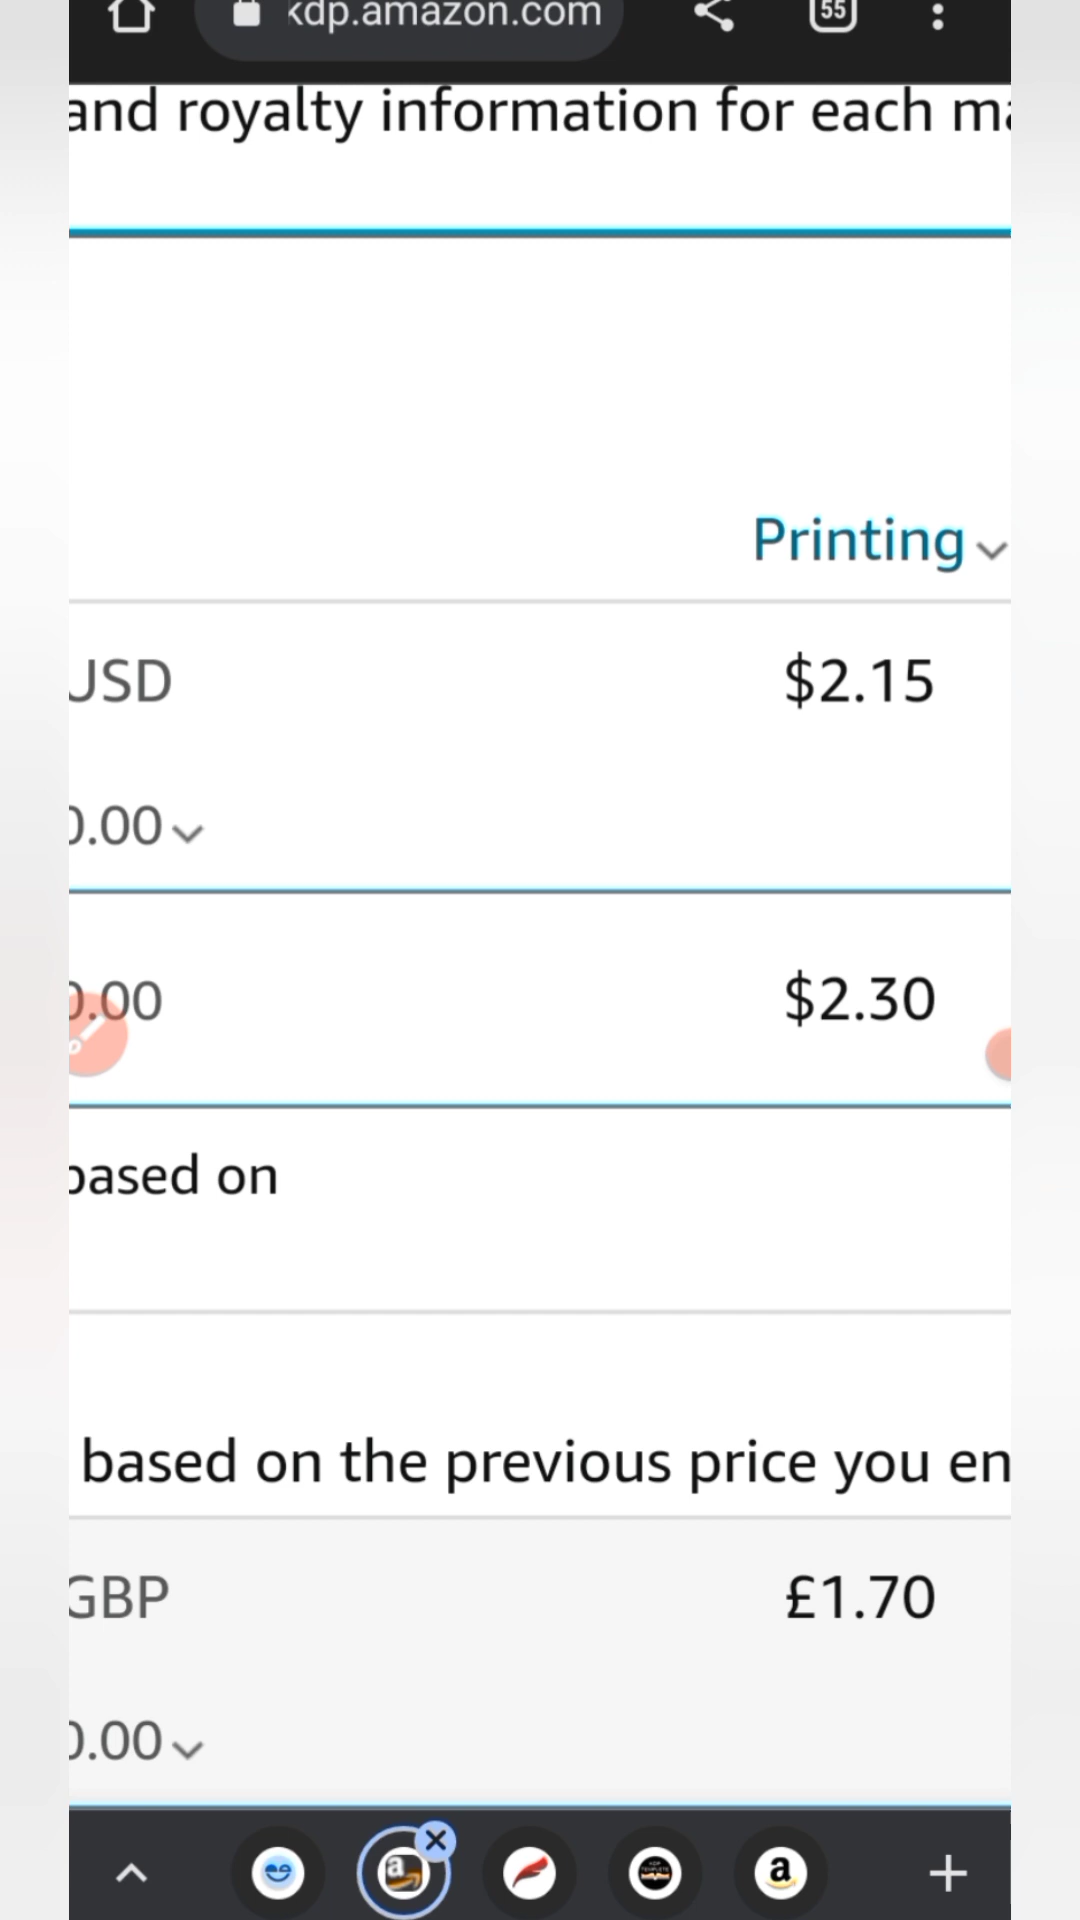 kdp.amazon.com
55
and royalty information for each
Printing
USD
$2.15
0.00
0.00
$2.30
based on
based on the previous price you en
GBP
£1.70
0.00